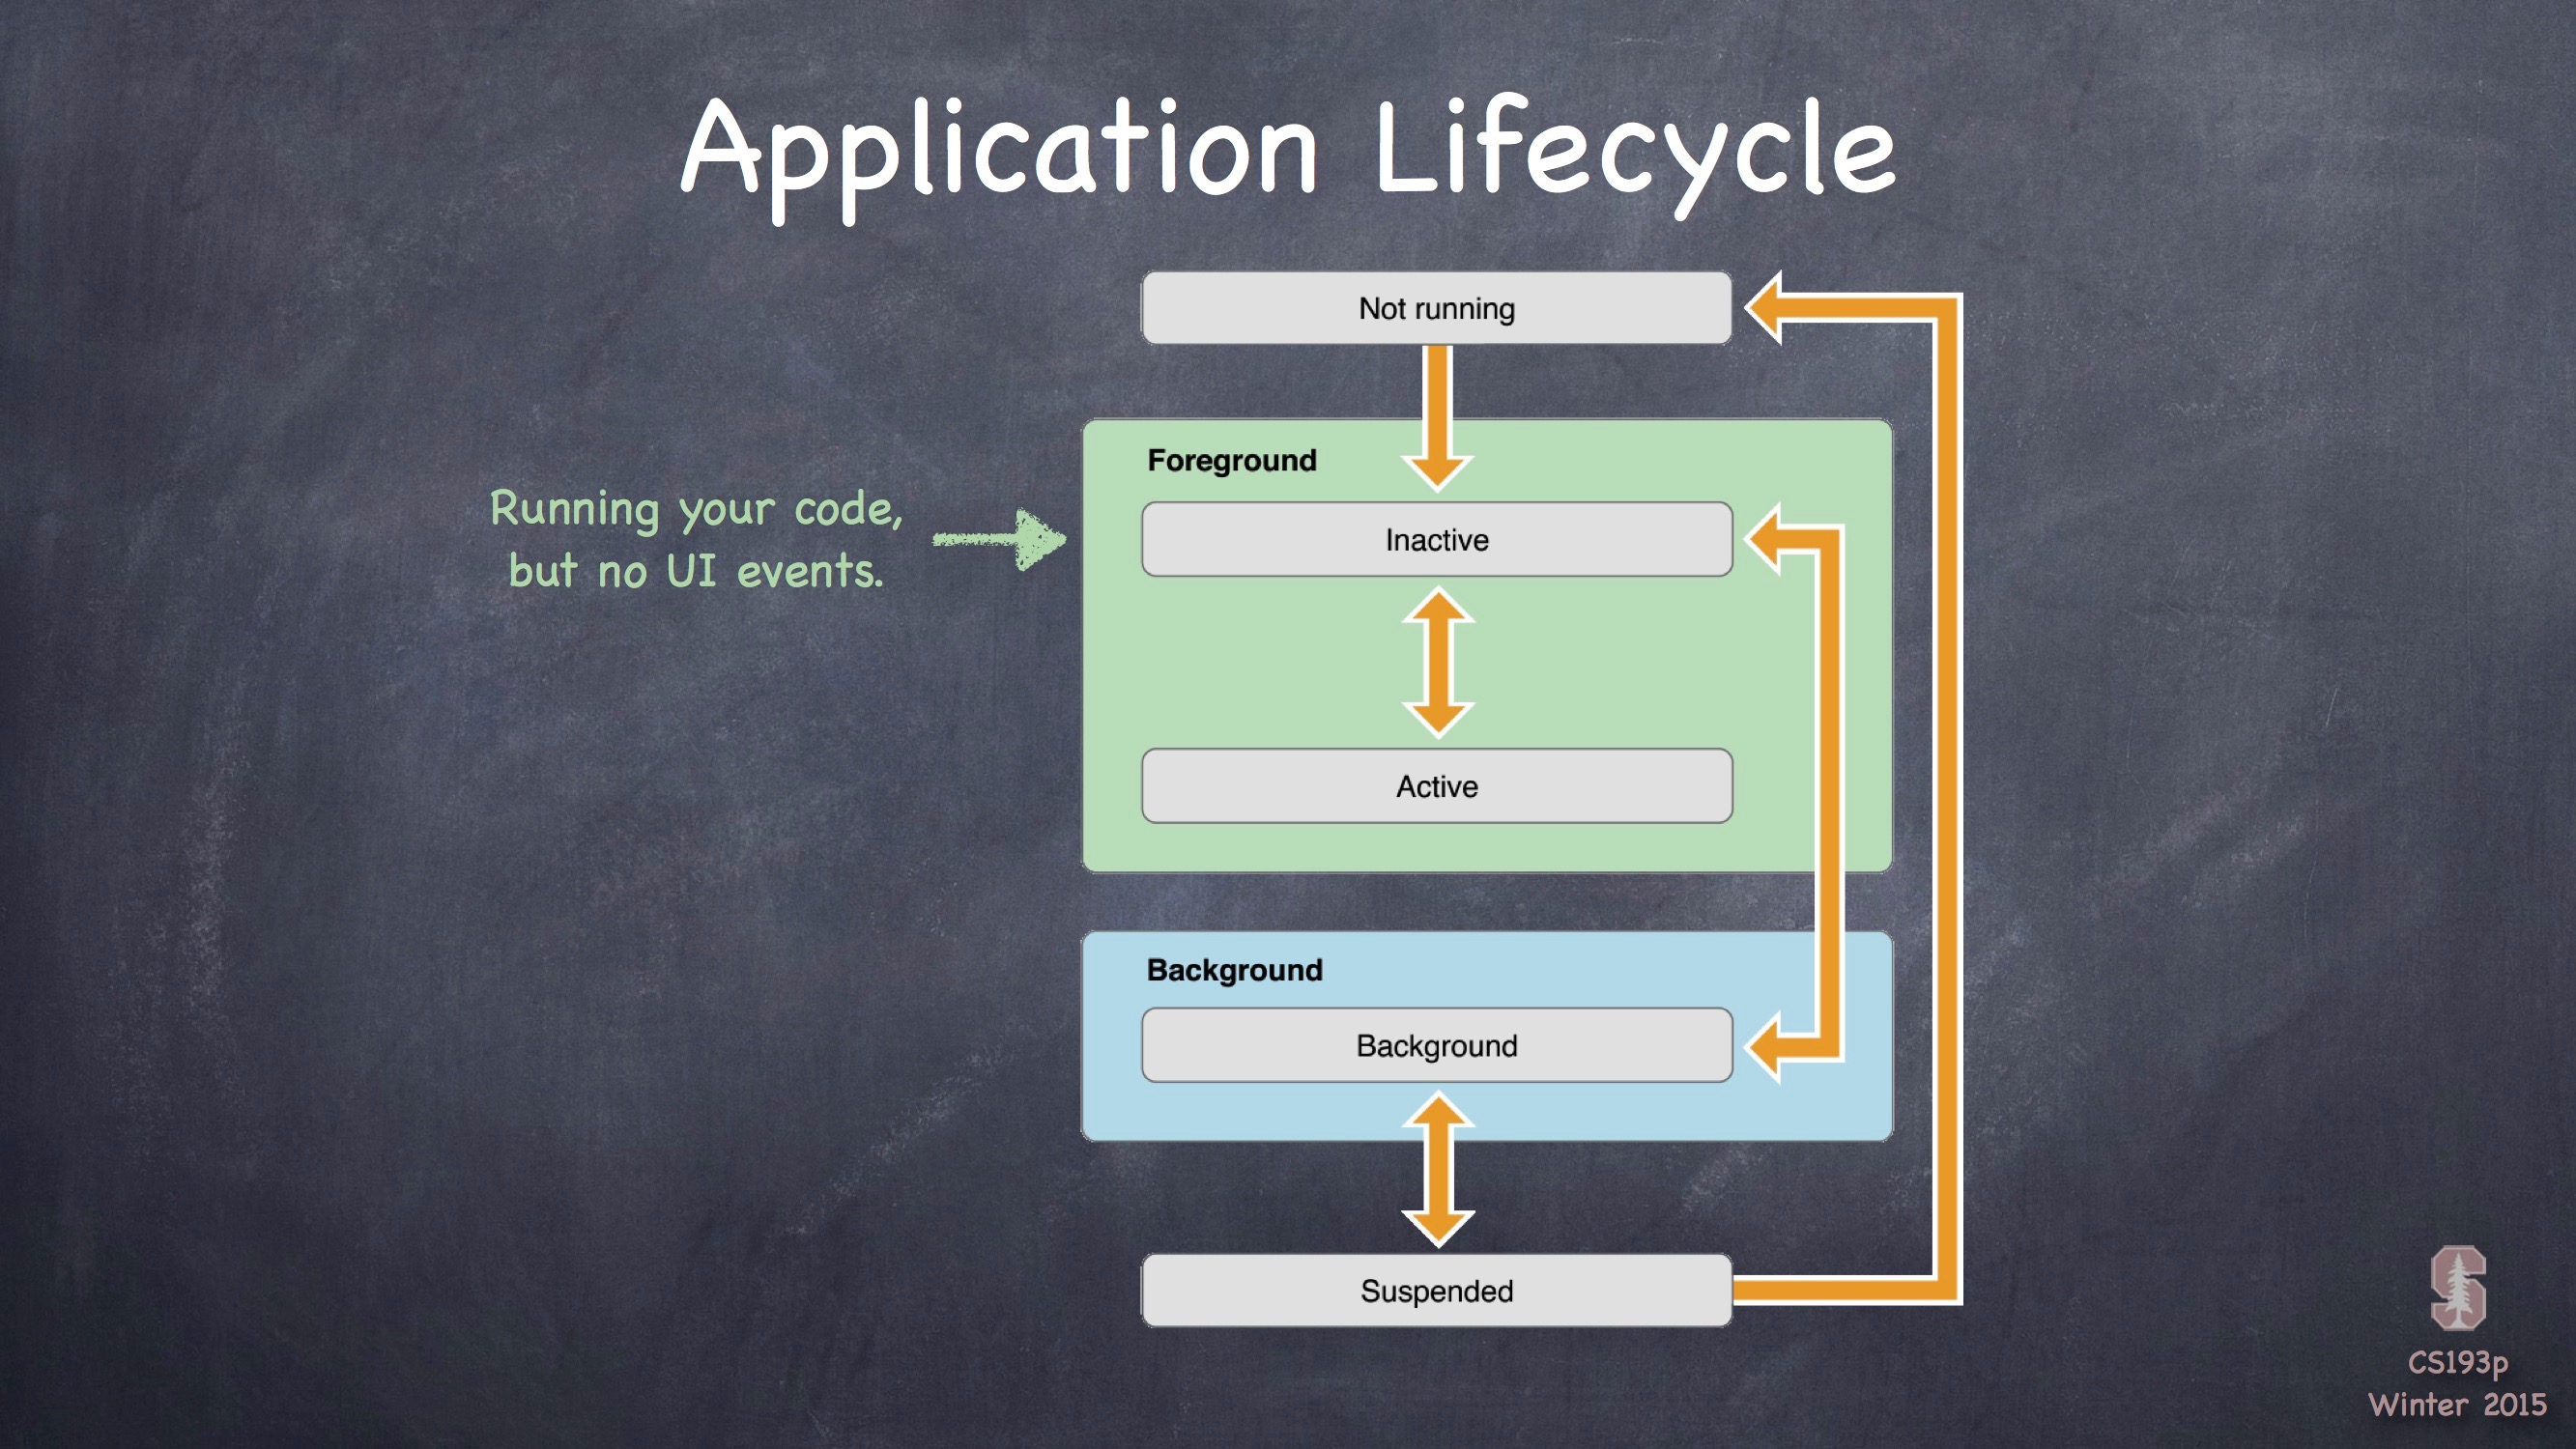 Application Lifecycle
Not running
Foreground
Running your code,
but no UI events.
Inactive
Active
Background
Background
Suspended
CS193p
Winter 2015